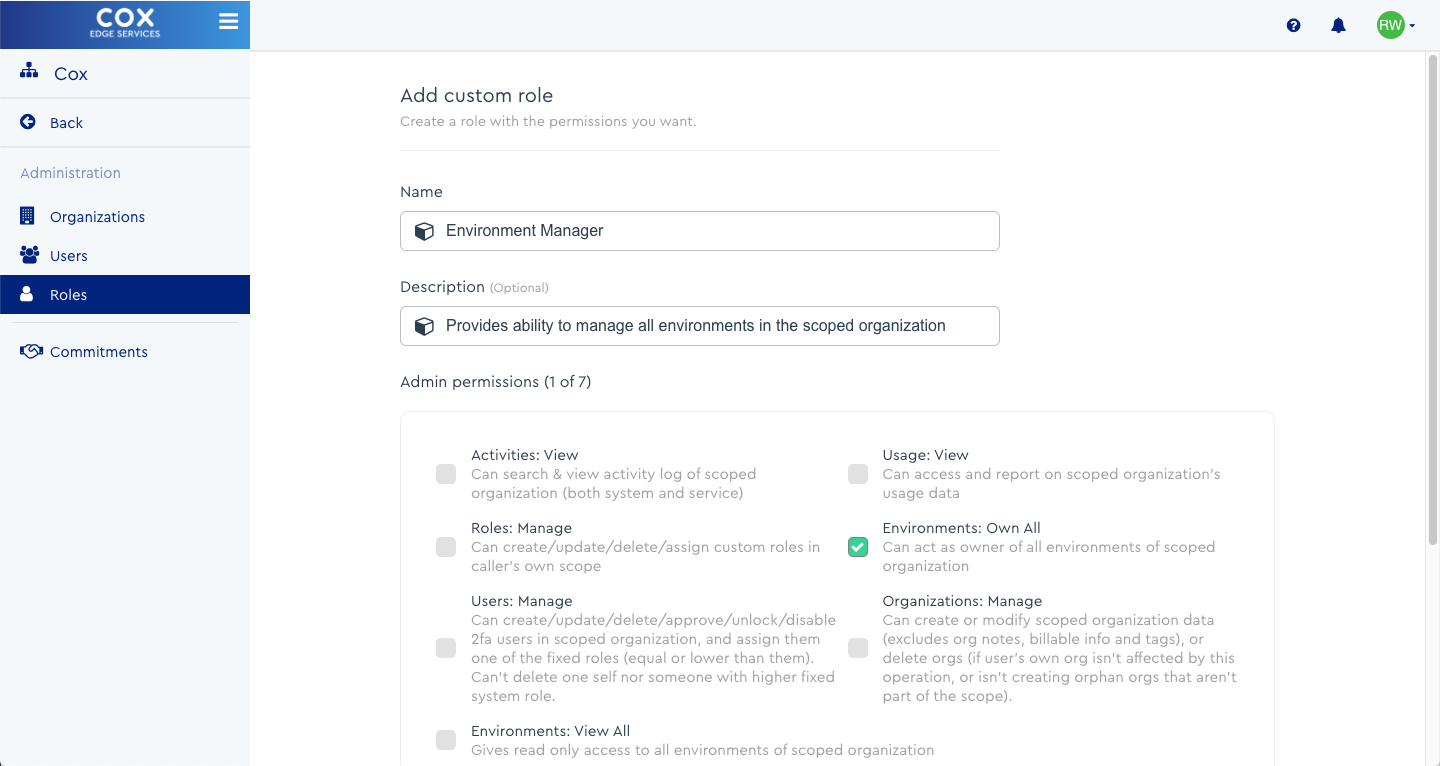 COX
EDGE SERVICES
RW
Cox
Back
Administration
Organizations
Users
Roles
Commitments
Add custom role
Create a role with the permissions you want.
Name
Environment Manager
Description (Optional)
Provides ability to manage all environments in the scoped organization
Admin permissions (1 of 7)
Activities: View
Can search & view activity log of scoped
organization (both system and service)
Usage: View
Can access and report on scoped organization's
usage data
Roles: Manage
Can create/update/delete/assign custom roles in
caller's own scope
Environments: Own All
Can act as owner of all environments of scoped
organization
Users: Manage
Can create/update/delete/approve/unlock/disable
2fa users in scoped organization, and assign them
one of the fixed roles (equal or lower than them).
Can't delete one self nor someone with higher fixed
system role.
Organizations: Manage
Can create or modify scoped organization data
(excludes org notes, billable info and tags), or
delete orgs (if user's own org isn't affected by this
operation, or isn't creating orphan orgs that aren't
part of the scope).
Environments: View All
Gives read only access to all environments of scoped organization